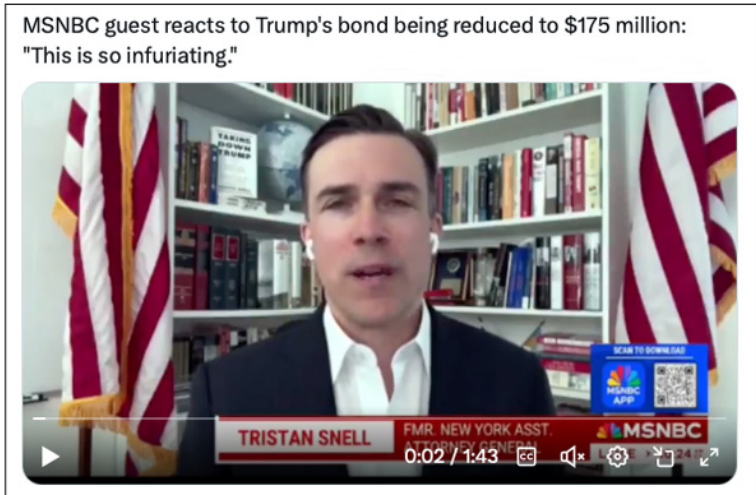 MSNBC guest reacts to Trump's bond being reduced to $175 million:
"This is so infuriating."
TAKING
DOWN
TRUMP
SCAN TO DOWNLOAD
MSNBC
APP
TRISTAN SNELL
FMR. NEW YORK ASST.
ATTORNEY GENERAL
MSNBC
0:02 / 1:43
CC